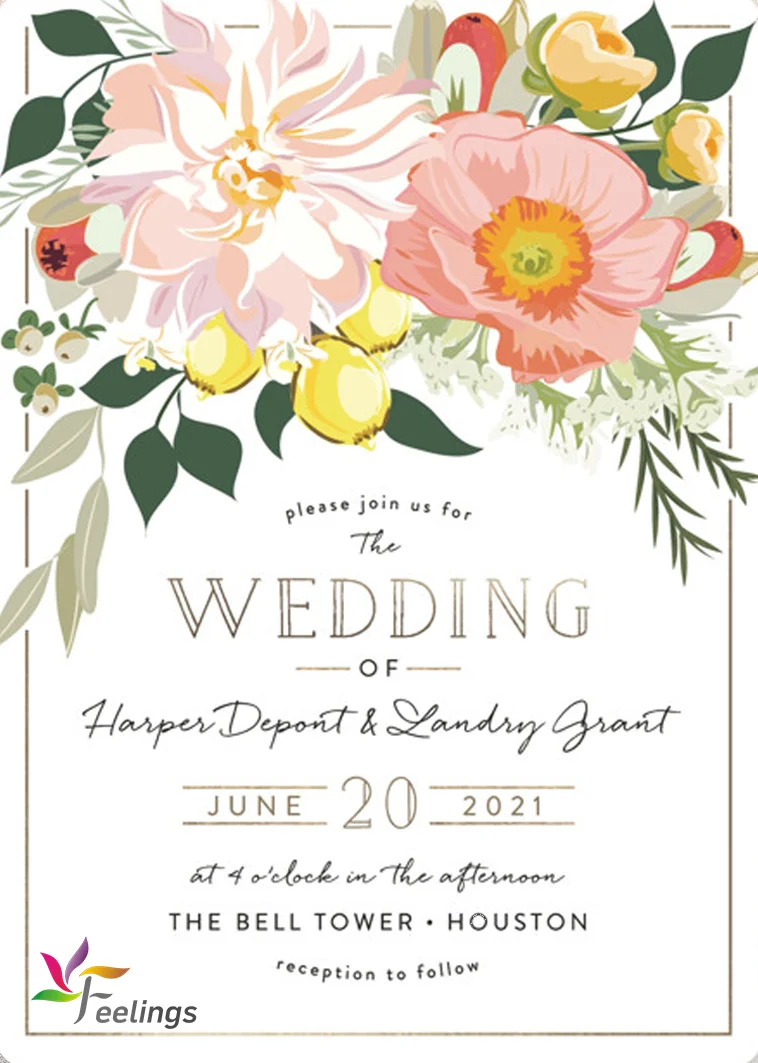 please join us for
The
WEDDING
OF
Harper Depont & Landry Grant
JUNE 20 2021
at 4 o'clock in the afternoon
THE BELL TOWER • HOUSTON
reception to follow
Feelings